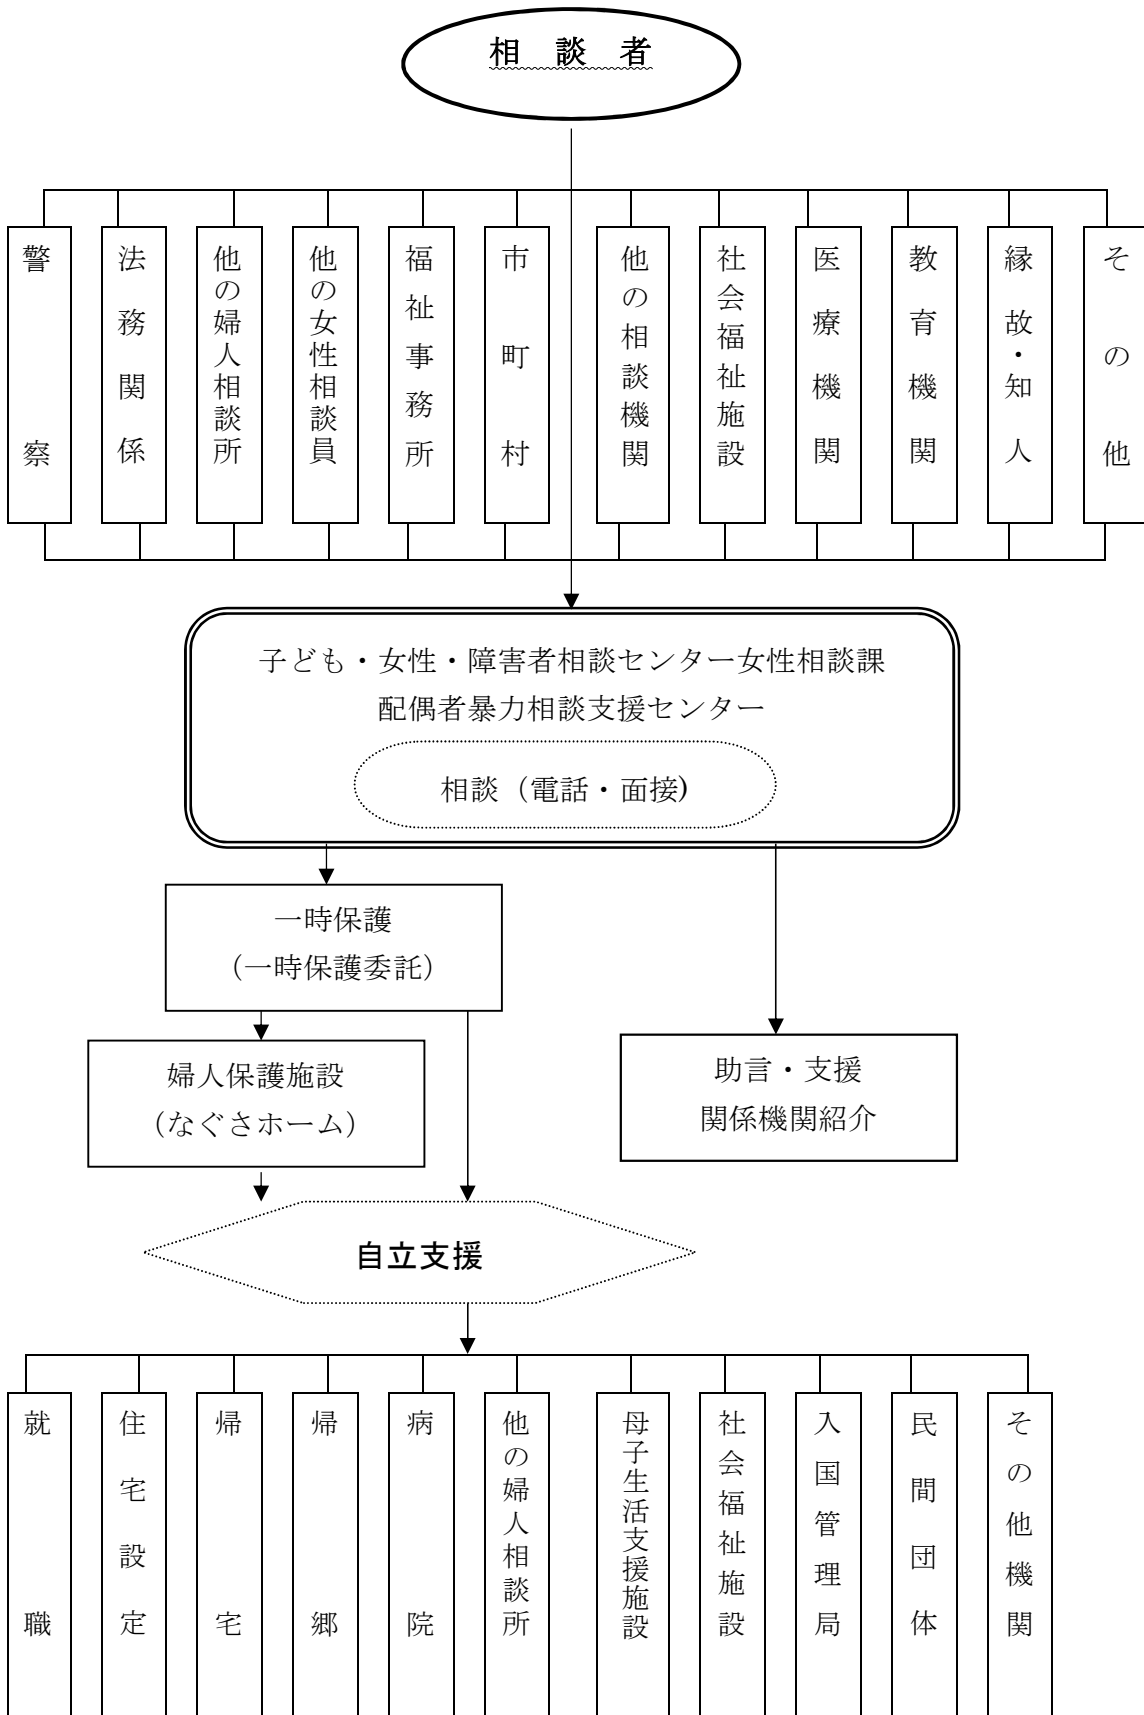 相　談　者
警察
法務関係
他の婦人相談所
他の女性相談員
福祉事務所
市町村
他の相談機関
社会福祉施設
医療機関
教育機関
縁故・知人
その他
子ども・女性・障害者相談センター女性相談課
配偶者暴力相談支援センター
相談（電話・面接)
一時保護
（一時保護委託）
婦人保護施設
（なぐさホーム）
助言・支援
関係機関紹介
自立支援
就職
住宅設定
帰宅
帰郷
病院
他の婦人相談所
母子生活支援施設
社会福祉施設
入国管理局
民間団体
その他機関